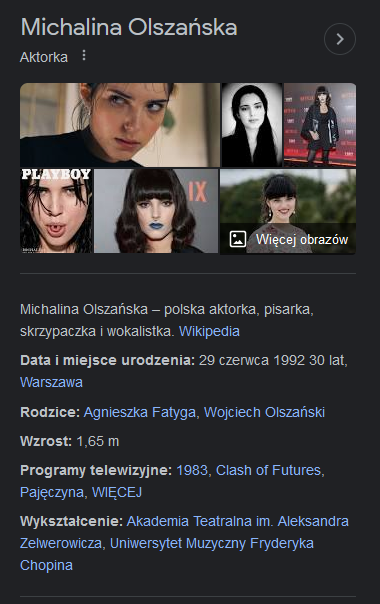 Michalina Olszańska
Aktorka
PLAYBOY
NETFLIX
IX
Więcej obrazów
Michalina Olszańska – polska aktorka, pisarka,
skrzypaczka i wokalistka. Wikipedia
Data i miejsce urodzenia: 29 czerwca 1992 30 lat,
Warszawa
Rodzice: Agnieszka Fatyga, Wojciech Olszański
Wzrost: 1,65 m
Programy telewizyjne: 1983, Clash of Futures,
Pajęczyna, WIĘCEJ
Wykształcenie: Akademia Teatralna im. Aleksandra
Zelwerowicza, Uniwersytet Muzyczny Fryderyka
Chopina